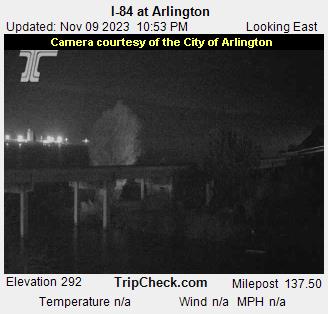 I-84 at Arlington
Updated: Nov 09 2023 10:53 PM Looking East
Camera courtesy of the City of Arlington
Elevation 292 TripCheck.com Milepost 137.50
Temperature n/a Wind n/a MPH n/a